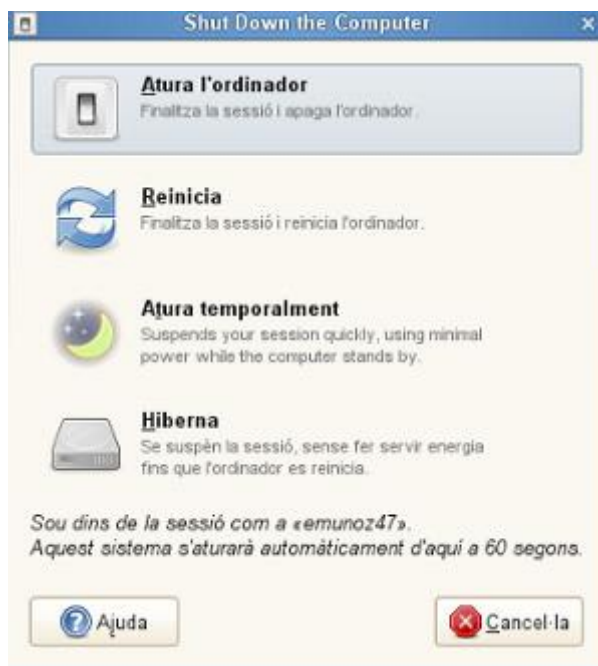 Shut Down the Computer
Atura l'ordinador
Finalitza la sessió i apaga l'ordinador.
Reinicia
Finalitza la sessió i reinicia l'ordinador.
Atura temporalment
Suspends your session quickly, using minimal
power while the computer stands by.
Hiberna
Se suspèn la sessió, sense fer servir energia
fins que l'ordinador es reinicia.
Sou dins de la sessió com a «emunoz47».
Aquest sistema s'aturarà automàticament d'aquí a 60 segons.
Ajuda
Cancel·la